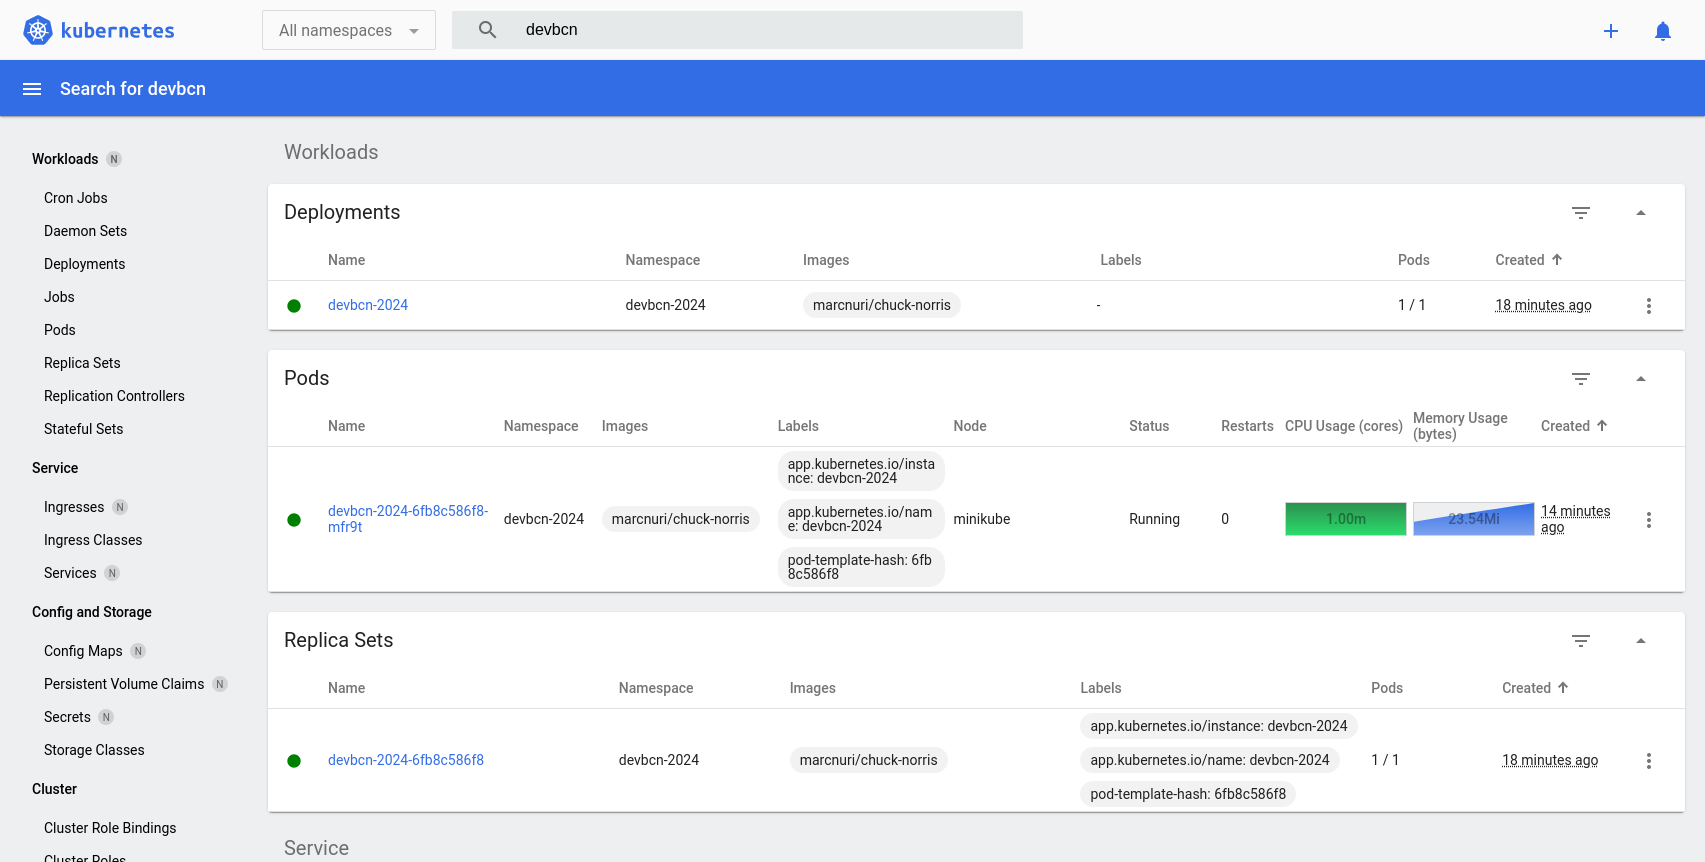 kubernetes
All namespaces
devbcn
Search for devbcn
Workloads N
Cron Jobs
Daemon Sets
Deployments
Jobs
Pods
Replica Sets
Replication Controllers
Stateful Sets
Service
Ingresses N
Ingress Classes
Services N
Config and Storage
Config Maps N
Persistent Volume Claims N
Secrets N
Storage Classes
Cluster
Cluster Role Bindings
Cluster Roles
Workloads
Deployments
Name Namespace Images Labels Pods Created
devbcn-2024 devbcn-2024 marcnuri/chuck-norris - 1 / 1 18 minutes ago
Pods
Name Namespace Images Labels Node Status Restarts CPU Usage (cores) Memory Usage
(bytes) Created
devbcn-2024-6fb8c586f8-
mfr9t
devbcn-2024
marcnuri/chuck-norris
app.kubernetes.io/insta
nce: devbcn-2024
app.kubernetes.io/nam
e: devbcn-2024
pod-template-hash: 6fb
8c586f8
minikube
Running
0
1.00m
23.54Mi
14 minutes
ago
Replica Sets
Name Namespace Images Labels Pods Created
devbcn-2024-6fb8c586f8 devbcn-2024 marcnuri/chuck-norris
app.kubernetes.io/instance: devbcn-2024
app.kubernetes.io/name: devbcn-2024
pod-template-hash: 6fb8c586f8
1 / 1
18 minutes ago
Service